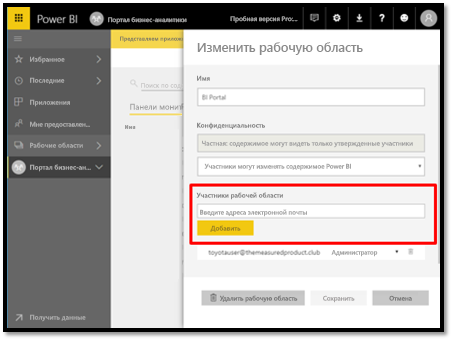 Power BI
Портал бизнес-аналитики
Пробная версия Pro:...
Представляем прилож
Изменить рабочую область
Избранное
Последние
Приложения
Мне предоставлен...
Рабочие области
Портал бизнес-ан...
Получить данные
Поиск по сод
Панели мони
Имя
Имя
BI Portal
Конфиденциальность
Частная: содержимое могут видеть только утвержденные участники
Участники могут изменять содержимое Power BI
Участники рабочей области
Введите адреса электронной почты
Добавить
toyotauser@themeasuredproduct.club
Администратор
Удалить рабочую область
Сохранить
Отмена